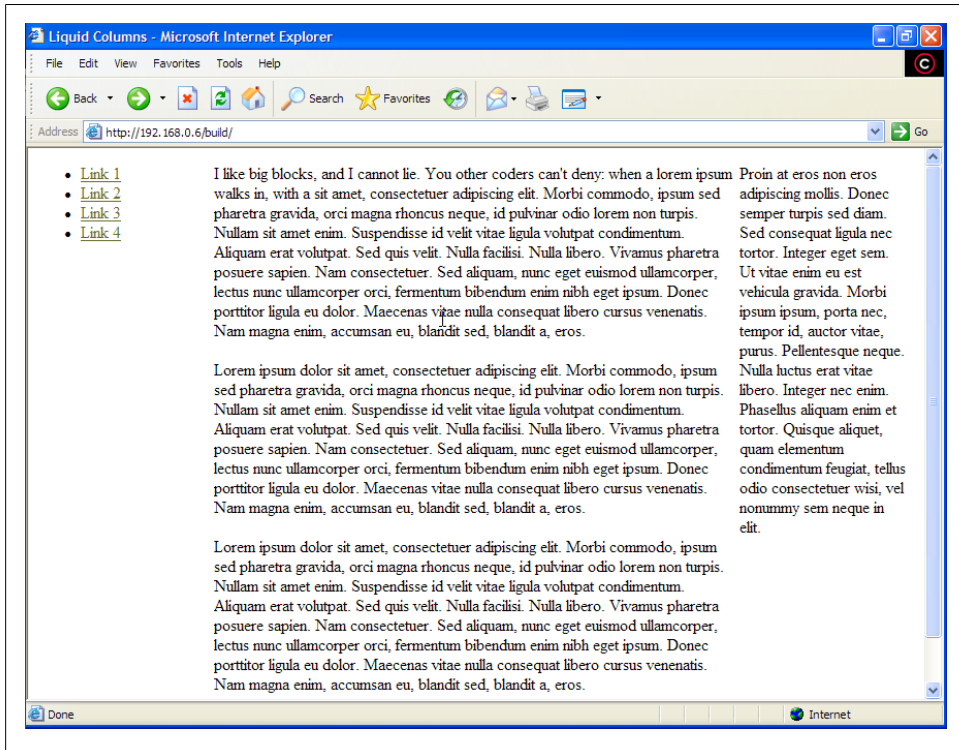 Liquid Columns - Microsoft Internet Explorer
File Edit View Favorites Tools Help
C
Back Search Favorites
Address http://192.168.0.6/build/ Go
Link 1
Link 2
Link 3
Link 4
I like big blocks, and I cannot lie. You other coders can't deny: when a lorem ipsum
walks in, with a sit amet, consectetuer adipiscing elit. Morbi commodo, ipsum sed
pharetra gravida, orci magna rhoncus neque, id pulvinar odio lorem non turpis.
Nullam sit amet enim. Suspendisse id velit vitae ligula volutpat condimentum.
Aliquam erat volutpat. Sed quis velit. Nulla facilisi. Nulla libero. Vivamus pharetra
posuere sapien. Nam consectetuer. Sed aliquam, nunc eget euismod ullamcorper,
lectus nunc ullamcorper orci, fermentum bibendum enim nibh eget ipsum. Donec
porttitor ligula eu dolor. Maecenas vitae nulla consequat libero cursus venenatis.
Nam magna enim, accumsan eu, blandit sed, blandit a, eros.
Lorem ipsum dolor sit amet, consectetuer adipiscing elit. Morbi commodo, ipsum
sed pharetra gravida, orci magna rhoncus neque, id pulvinar odio lorem non turpis.
Nullam sit amet enim. Suspendisse id velit vitae ligula volutpat condimentum.
Aliquam erat volutpat. Sed quis velit. Nulla facilisi. Nulla libero. Vivamus pharetra
posuere sapien. Nam consectetuer. Sed aliquam, nunc eget euismod ullamcorper,
lectus nunc ullamcorper orci, fermentum bibendum enim nibh eget ipsum. Donec
porttitor ligula eu dolor. Maecenas vitae nulla consequat libero cursus venenatis.
Nam magna enim, accumsan eu, blandit sed, blandit a, eros.
Lorem ipsum dolor sit amet, consectetuer adipiscing elit. Morbi commodo, ipsum
sed pharetra gravida, orci magna rhoncus neque, id pulvinar odio lorem non turpis.
Nullam sit amet enim. Suspendisse id velit vitae ligula volutpat condimentum.
Aliquam erat volutpat. Sed quis velit. Nulla facilisi. Nulla libero. Vivamus pharetra
posuere sapien. Nam consectetuer. Sed aliquam, nunc eget euismod ullamcorper,
lectus nunc ullamcorper orci, fermentum bibendum enim nibh eget ipsum. Donec
porttitor ligula eu dolor. Maecenas vitae nulla consequat libero cursus venenatis.
Nam magna enim, accumsan eu, blandit sed, blandit a, eros.
Proin at eros non eros
adipiscing mollis. Donec
semper turpis sed diam.
Sed consequat ligula nec
tortor. Integer eget sem.
Ut vitae enim eu est
vehicula gravida. Morbi
ipsum ipsum, porta nec,
tempor id, auctor vitae,
purus. Pellentesque neque.
Nulla luctus erat vitae
libero. Integer nec enim.
Phasellus aliquam enim et
tortor. Quisque aliquet,
quam elementum
condimentum feugiat, tellus
odio consectetuer wisi, vel
nonummy sem neque in
elit.
Done Internet